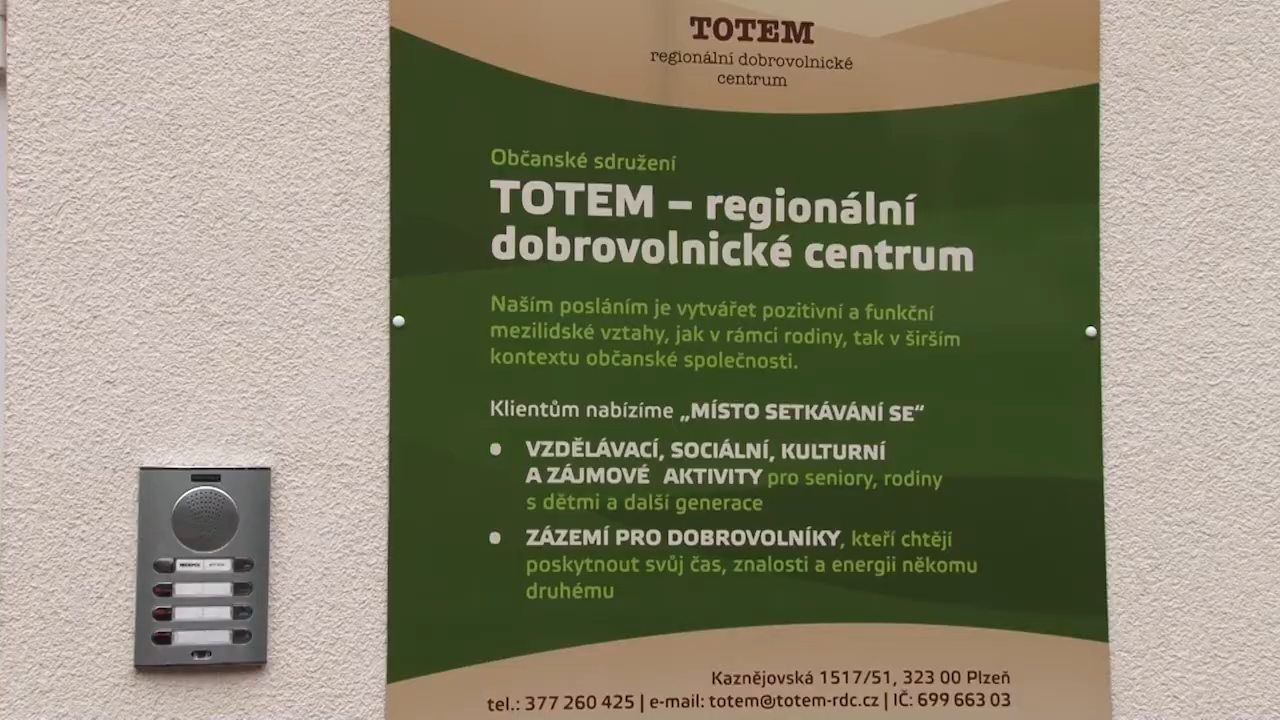 TOTEM
regionální dobrovolnické
centrum
Občanské sdružení
TOTEM – regionální
dobrovolnické centrum
Naším posláním je vytvářet pozitivní a funkční
mezilidské vztahy, jak v rámci rodiny, tak v širším
kontextu občanské společnosti.
Klientům nabízíme „MÍSTO SETKÁVÁNÍ SE“
• VZDĚLÁVACÍ, SOCIÁLNÍ, KULTURNÍ
A ZÁJMOVÉ AKTIVITY pro seniory, rodiny
s dětmi a další generace
• ZÁZEMÍ PRO DOBROVOLNÍKY, kteří chtějí
poskytnout svůj čas, znalosti a energii někomu
druhému
Kaznějovská 1517/51, 323 00 Plzeň
tel.: 377 260 425 | e-mail: totem@totem-rdc.cz | IČ: 699 663 03